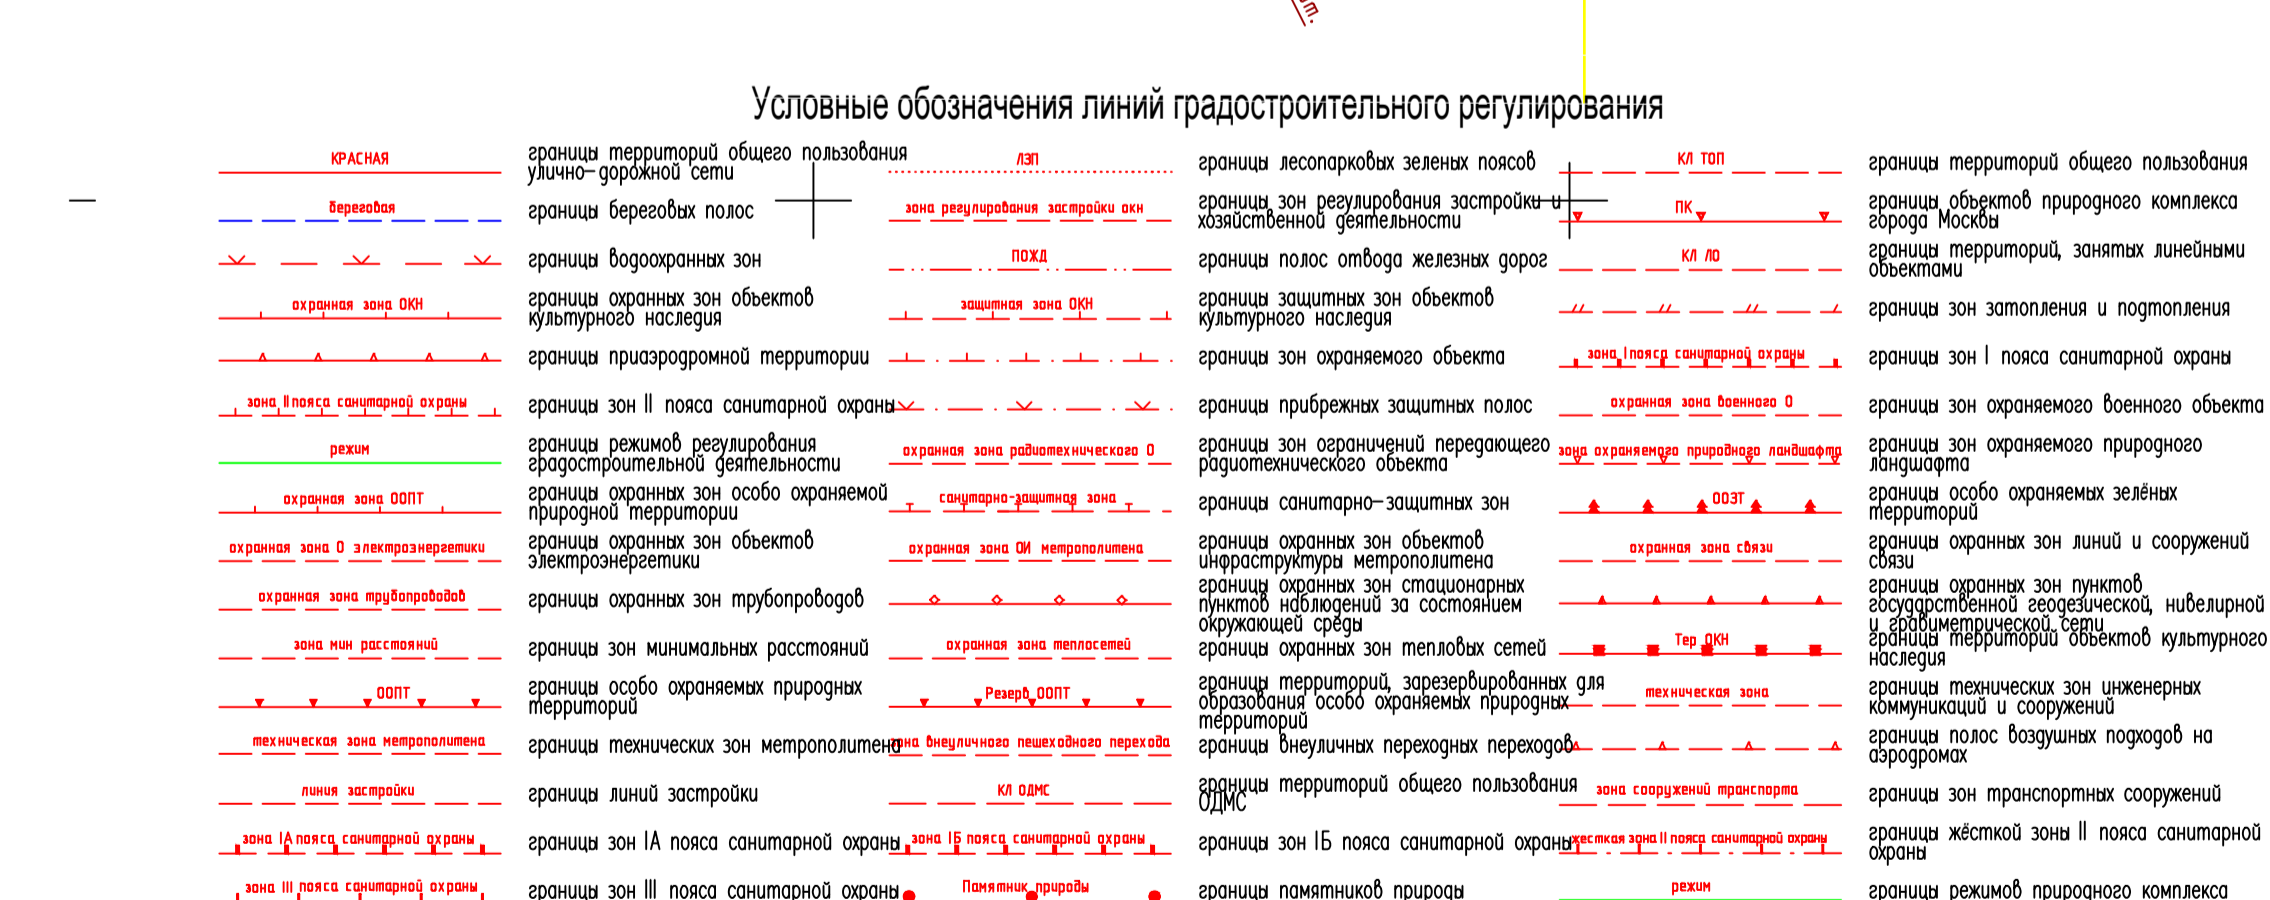 Условные обозначения линий градостроительного регулирования
КРАСНАЯ
границы территорий общего пользования
улично-дорожной сети
ЛЗП
границы лесопарковых зеленых поясов
КЛ ТОП
границы территорий общего пользования
береговая
границы береговых полос
зона регулирования застройки окн
границы зон регулирования застройки и
хозяйственной деятельности
ПК
границы объектов природного комплекса
города Москвы
границы водоохранных зон
ПОЖД
границы полос отвода железных дорог
КЛ ЛО
границы территорий, занятых линейными
объектами
охранная зона ОКН
границы охранных зон объектов
культурного наследия
защитная зона ОКН
границы защитных зон объектов
культурного наследия
границы зон затопления и подтопления
границы приаэродромной территории
границы зон охраняемого объекта
зона I пояса санитарной охраны
границы зон I пояса санитарной охраны
зона II пояса санитарной охраны
границы зон II пояса санитарной охраны
границы прибрежных защитных полос
охранная зона военного О
границы зон охраняемого военного объекта
режим
границы режимов регулирования
градостроительной деятельности
охранная зона радиотехнического О
границы зон ограничений передающего
радиотехнического объекта
зона охраняемого природного ландшафта
границы зон охраняемого природного
ландшафта
охранная зона ООПТ
границы охранных зон особо охраняемой
природной территории
санитарно-защитная зона
границы санитарно-защитных зон
ООЗТ
границы особо охраняемых зелёных
территорий
охранная зона О электроэнергетики
границы охранных зон объектов
электроэнергетики
охранная зона ОИ метрополитена
границы охранных зон объектов
инфраструктуры метрополитена
охранная зона связи
границы охранных зон линий и сооружений
связи
охранная зона трубопроводов
границы охранных зон трубопроводов
границы охранных зон стационарных
пунктов наблюдений за состоянием
окружающей среды
границы охранных зон пунктов
государственной геодезической, нивелирной
и гравиметрической сети
зона мин расстояний
границы зон минимальных расстояний
охранная зона теплосетей
границы охранных зон тепловых сетей
Тер ОКН
границы территорий объектов культурного
наследия
ООПТ
границы особо охраняемых природных
территорий
Резерв ООПТ
границы территорий, зарезервированных для
образования особо охраняемых природных
территорий
техническая зона
границы технических зон инженерных
коммуникаций и сооружений
техническая зона метрополитена
границы технических зон метрополитена
зона внеуличного пешеходного перехода
границы внеуличных переходных переходов
границы полос воздушных подходов на
аэродромах
линия застройки
границы линий застройки
КЛ ОДМС
границы территорий общего пользования
ОДМС
зона сооружений транспорта
границы зон транспортных сооружений
зона IА пояса санитарной охраны
границы зон IА пояса санитарной охраны
зона IБ пояса санитарной охраны
границы зон IБ пояса санитарной охраны
жесткая зона II пояса санитарной охраны
границы жёсткой зоны II пояса санитарной
охраны
зона III пояса санитарной охраны
границы зон III пояса санитарной охраны
Памятник природы
границы памятников природы
режим
границы режимов природного комплекса